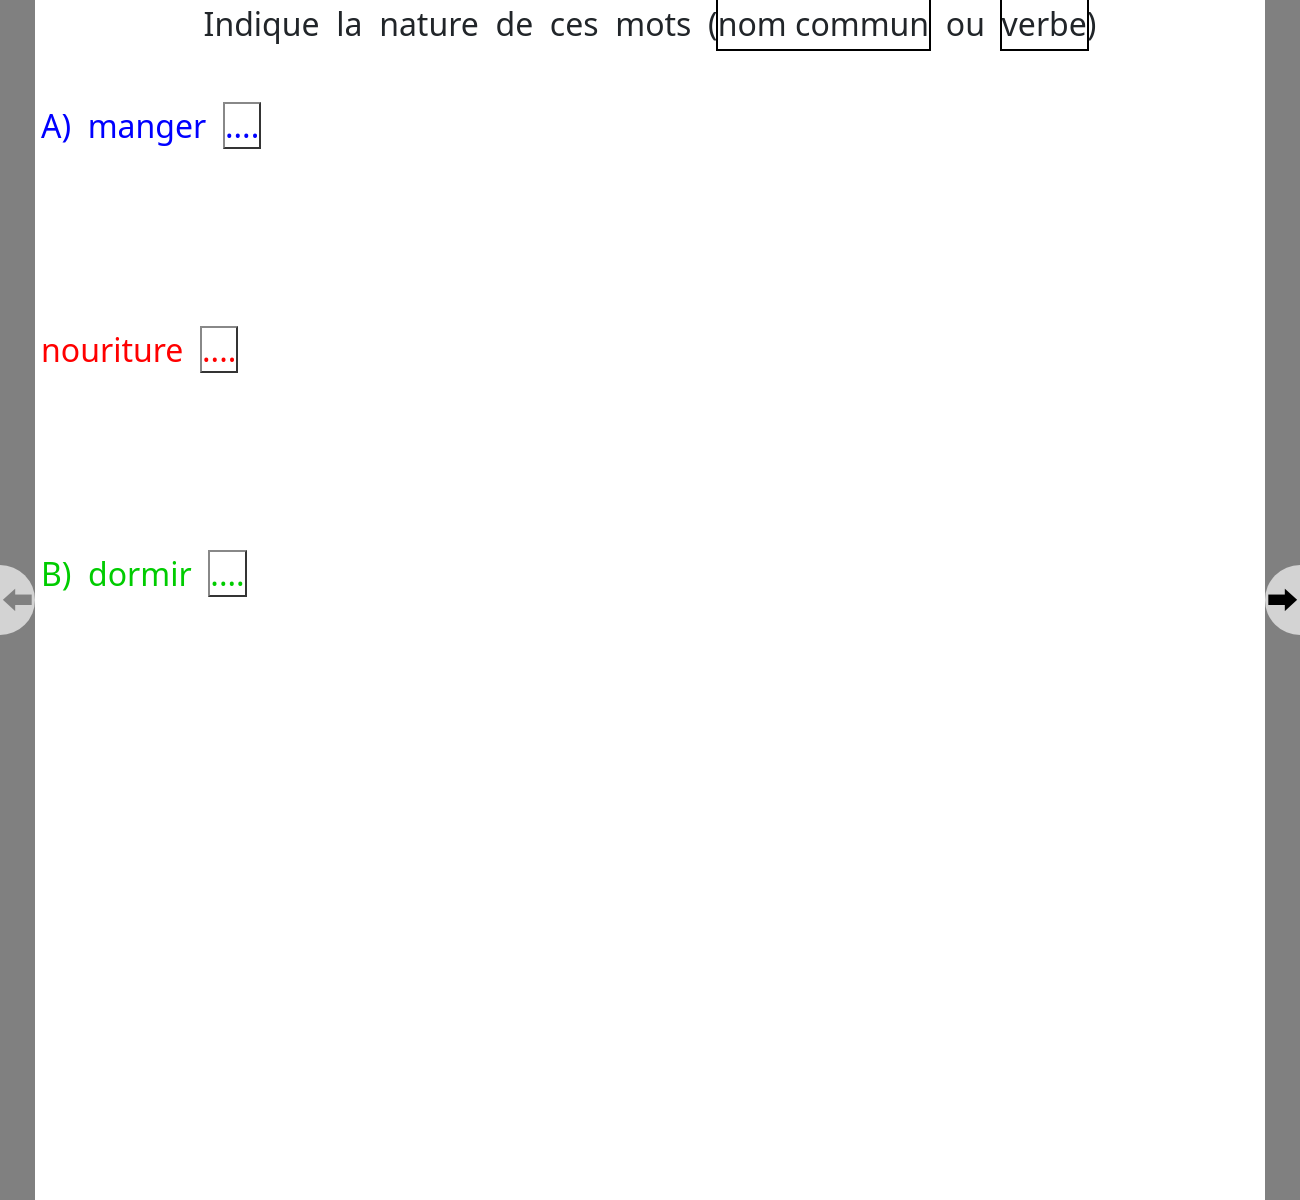 Indique la nature de ces mots (nom commun ou verbe)
A) manger ....
nouriture ....
B) dormir ....